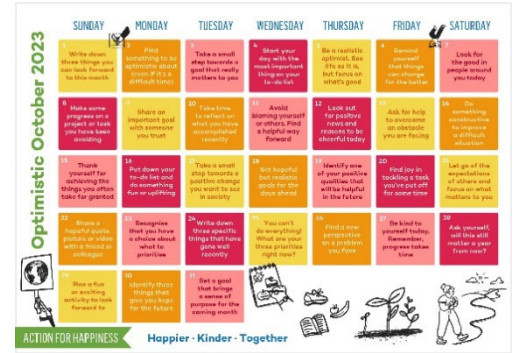 Optimistic October 2023
SUNDAY MONDAY TUESDAY WEDNESDAY THURSDAY FRIDAY SATURDAY
1
Write down
three things you
can look forward
to this month
2
Find
something to be
optimistic about
(even if it's a
difficult time)
3
Take a small
step towards a
goal that really
matters to you
4
Start your
day with the
most important
thing on your
to-do list
5
Be a realistic
optimist. See
life as it is,
but focus on
what's good
6
Remind
yourself
that things
can change
for the better
7
Look for
the good in
people around
you today
8
Make some
progress on a
project or task
you have been
avoiding
9
Share an
important goal
with someone
you trust
10
Take time
to reflect on
what you have
accomplished
recently
11
Avoid
blaming yourself
or others. Find
a helpful way
forward
12
Look out
for positive
news and
reasons to be
cheerful today
13
Ask for help
to overcome
an obstacle
you are facing
14
Do
something
constructive
to improve
a difficult
situation
15
Thank
yourself for
achieving the
things you often
take for granted
16
Put down your
to-do list and
do something
fun or uplifting
17
Take a small
step towards a
positive change
you want to see
in society
18
Set hopeful
but realistic
goals for the
days ahead
19
Identify one
of your positive
qualities that
will be helpful
in the future
20
Find joy in
tackling a task
you've put off
for some time
21
Let go of the
expectations
of others and
focus on what
matters to you
22
Share a
hopeful quote,
picture or video
with a friend or
colleague
23
Recognise
that you have
a choice about
what to
prioritise
24
Write down
three specific
things that have
gone well
recently
25
You can't
do everything!
What are your
three priorities
right now?
26
Find a new
perspective
on a problem
you face
27
Be kind to
yourself today.
Remember,
progress takes
time
28
Ask yourself,
will this still
matter a year
from now?
29
Plan a fun
or exciting
activity to look
forward to
30
Identify three
things that
give you hope
for the future
31
Set a goal
that brings
a sense of
purpose for the
coming month
ACTION FOR HAPPINESS
Happier · Kinder · Together